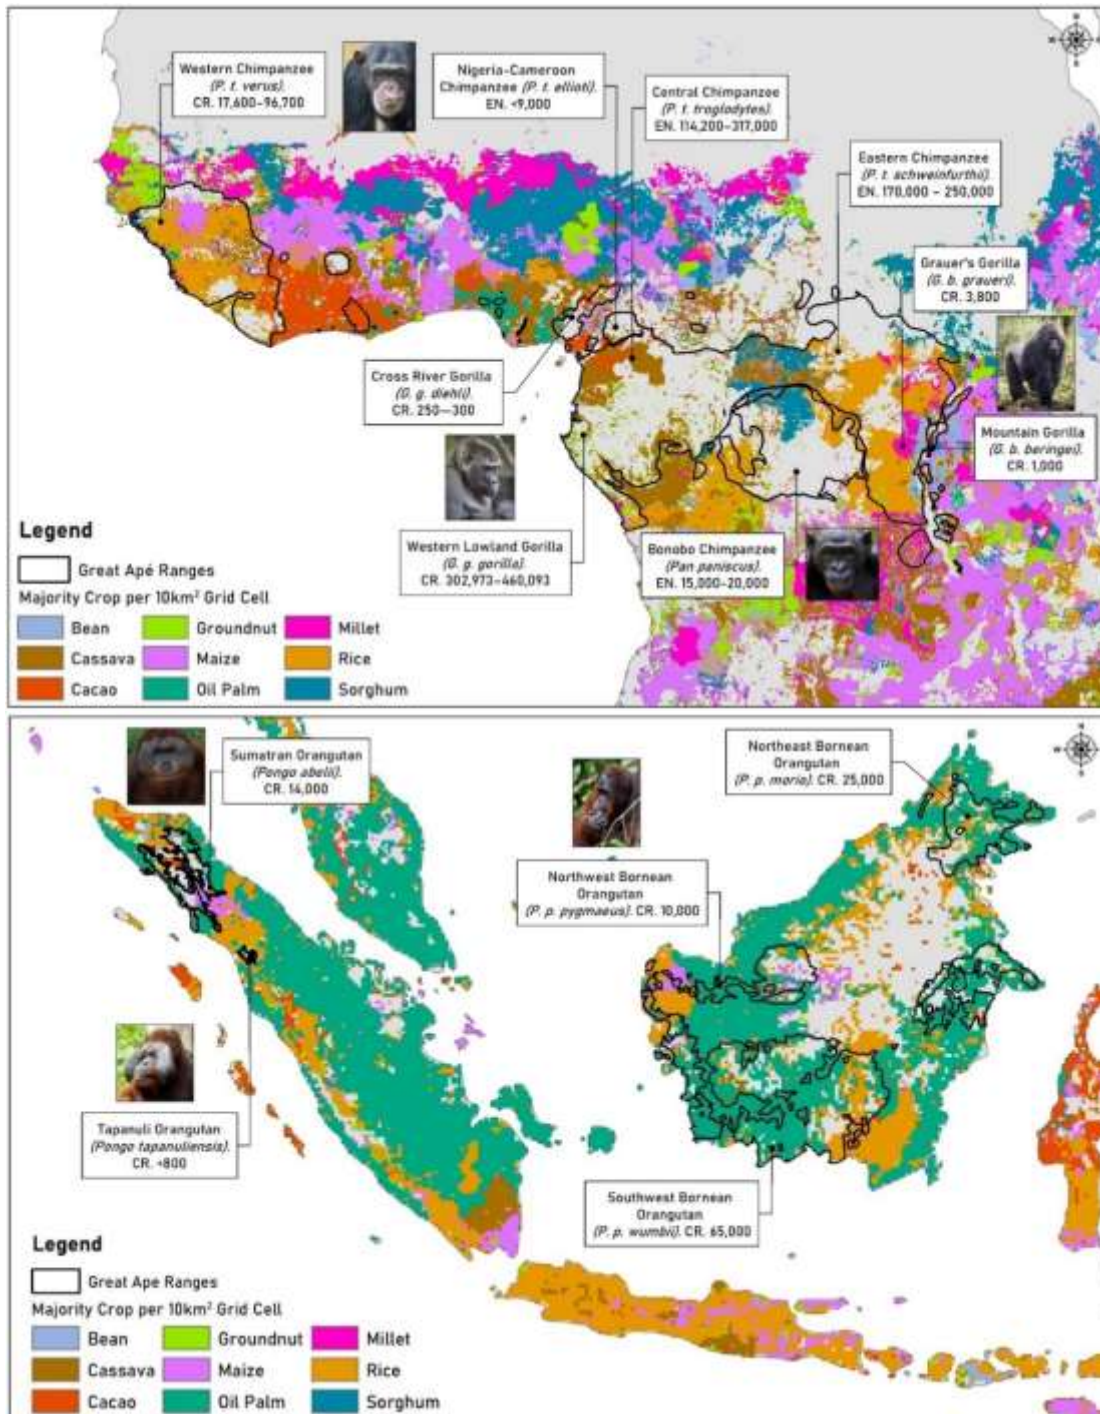 Western Chimpanzee
(P. t. verus).
CR. 17,600–96,700
Nigeria-Cameroon
Chimpanzee (P. t. ellioti).
EN. <9,000
Central Chimpanzee
(P. t. troglodytes).
EN. 114,200–317,000
Eastern Chimpanzee
(P. t. schweinfurthii).
EN. 170,000 – 250,000
Grauer's Gorilla
(G. b. graueri).
CR. 3,800
Cross River Gorilla
(G. g. diehli).
CR. 250–300
Mountain Gorilla
(G. b. beringei).
CR. 1,000
Western Lowland Gorilla
(G. g. gorilla).
CR. 302,973–460,093
Bonobo Chimpanzee
(Pan paniscus).
EN. 15,000–20,000
Legend
Great Apé Ranges
Majority Crop per 10km² Grid Cell
Bean Groundnut Millet
Cassava Maize Rice
Cacao Oil Palm Sorghum
Sumatran Orangutan
(Pongo abelii).
CR. 14,000
Northeast Bornean
Orangutan
(P. p. morio). CR. 25,000
Northwest Bornean
Orangutan
(P. p. pygmaeus). CR. 10,000
Tapanuli Orangutan
(Pongo tapanuliensis).
CR. <800
Southwest Bornean
Orangutan
(P. p. wumbii). CR. 65,000
Legend
Great Ape Ranges
Majority Crop per 10km² Grid Cell
Bean Groundnut Millet
Cassava Maize Rice
Cacao Oil Palm Sorghum